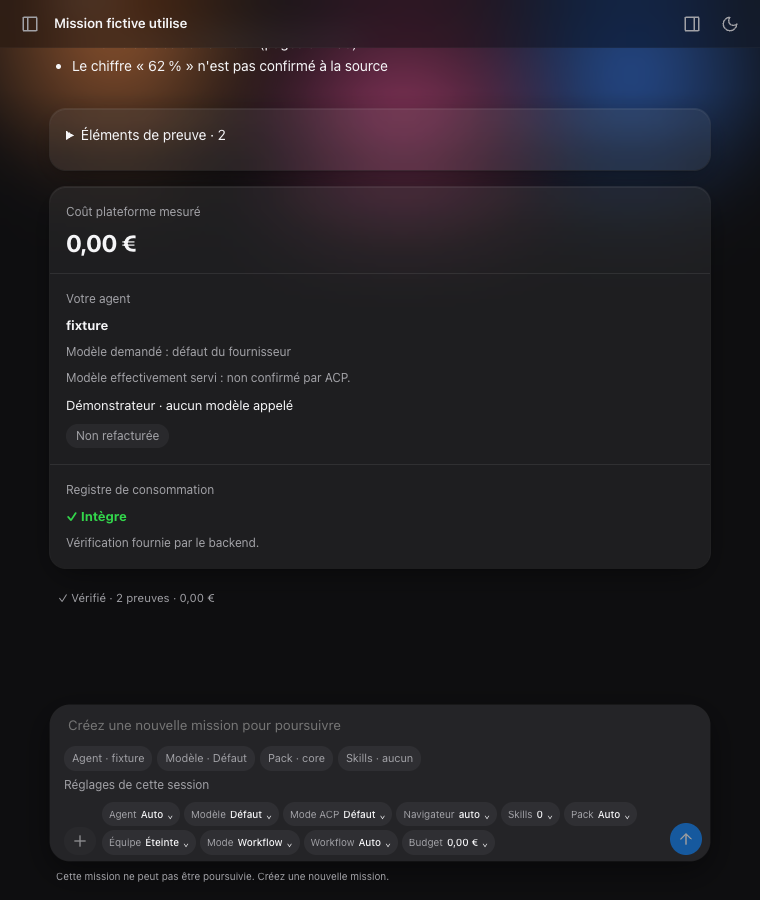 Mission fictive utilise
• Le chiffre « 62 % » n'est pas confirmé à la source
▶ Éléments de preuve · 2
Coût plateforme mesuré
0,00 €
Votre agent
fixture
Modèle demandé : défaut du fournisseur
Modèle effectivement servi : non confirmé par ACP.
Démonstrateur · aucun modèle appelé
Non refacturée
Registre de consommation
✓ Intègre
Vérification fournie par le backend.
✓ Vérifié · 2 preuves · 0,00 €
Créez une nouvelle mission pour poursuivre
Agent · fixture Modèle · Défaut Pack · core Skills · aucun
Réglages de cette session
Agent Auto Modèle Défaut Mode ACP Défaut Navigateur auto Skills 0 Pack Auto
Équipe Éteinte Mode Workflow Workflow Auto Budget 0,00 €
Cette mission ne peut pas être poursuivie. Créez une nouvelle mission.